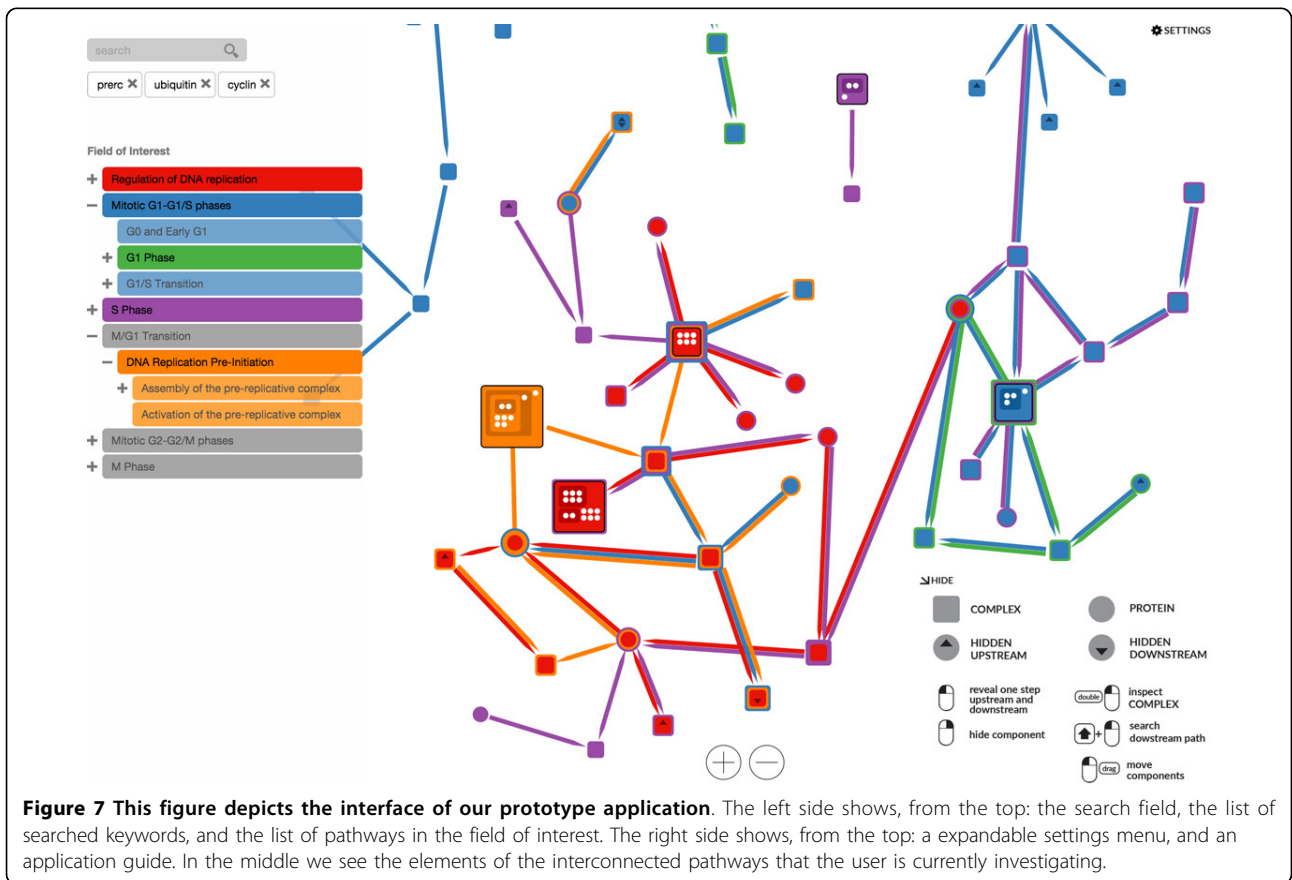 SETTINGS
search
prerc ubiquitin cyclin
Field of Interest
+ Regulation of DNA replication
− Mitotic G1-G1/S phases
G0 and Early G1
+ G1 Phase
+ G1/S Transition
+ S Phase
− M/G1 Transition
− DNA Replication Pre-Initiation
+ Assembly of the pre-replicative complex
Activation of the pre-replicative complex
+ Mitotic G2-G2/M phases
+ M Phase
HIDE
COMPLEX
PROTEIN
HIDDEN
UPSTREAM
HIDDEN
DOWNSTREAM
reveal one step
upstream and
downstream
double
inspect
COMPLEX
hide component
+
search
dowstream path
drag
move
components
Figure 7 This figure depicts the interface of our prototype application. The left side shows, from the top: the search field, the list of
searched keywords, and the list of pathways in the field of interest. The right side shows, from the top: a expandable settings menu, and an
application guide. In the middle we see the elements of the interconnected pathways that the user is currently investigating.